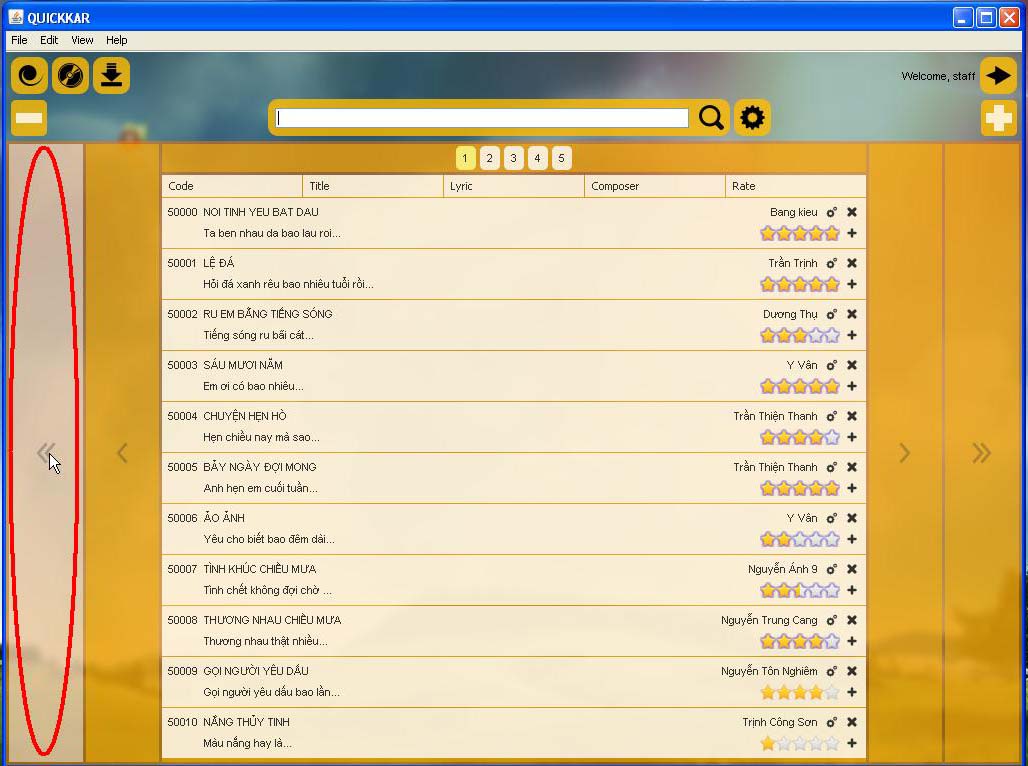 QUICKKAR
File Edit View Help
Welcome, staff
1 2 3 4 5
Code Title Lyric Composer Rate
50000 NOI TINH YEU BAT DAU Bang kieu
Ta ben nhau da bao lau roi...
50001 LỆ ĐÁ Trần Trịnh
Hỏi đá xanh rêu bao nhiêu tuổi rồi...
50002 RU EM BẰNG TIẾNG SÓNG Dương Thụ
Tiếng sóng ru bãi cát...
50003 SÁU MƯƠI NĂM Y Vân
Em ơi có bao nhiêu...
50004 CHUYỆN HẸN HÒ Trần Thiện Thanh
Hẹn chiều nay mà sao...
50005 BẢY NGÀY ĐỢI MONG Trần Thiện Thanh
Anh hẹn em cuối tuần...
50006 ẢO ẢNH Y Vân
Yêu cho biết bao đêm dài...
50007 TÌNH KHÚC CHIỀU MƯA Nguyễn Ánh 9
Tình chết không đợi chờ ...
50008 THƯƠNG NHAU CHIỀU MƯA Nguyễn Trung Cang
Thương nhau thật nhiều...
50009 GỌI NGƯỜI YÊU DẤU Nguyễn Tôn Nghiêm
Gọi người yêu dấu bao lần...
50010 NẮNG THỦY TINH Trịnh Công Sơn
Màu nắng hay là...